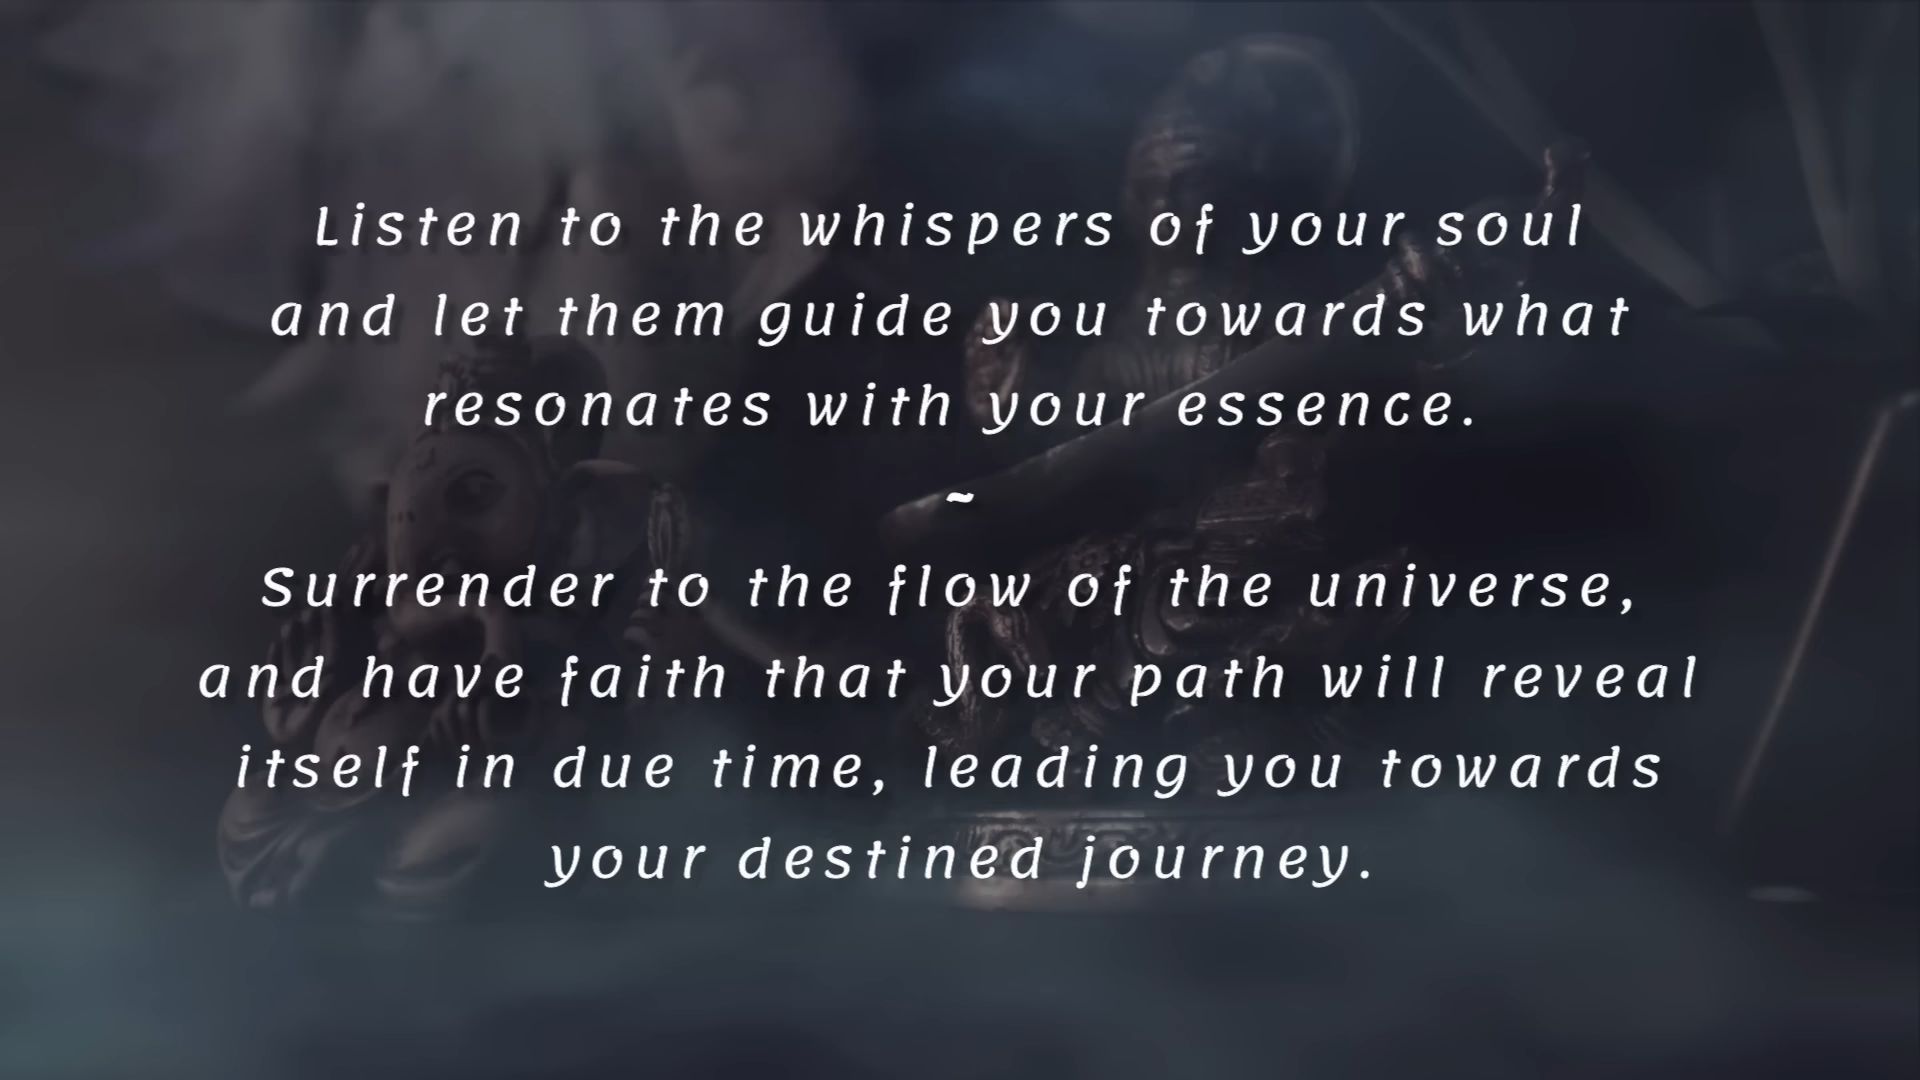 Listen to the whispers of your soul
and let them guide you towards what
resonates with your essence.
~
Surrender to the flow of the universe,
and have faith that your path will reveal
itself in due time, leading you towards
your destined journey.